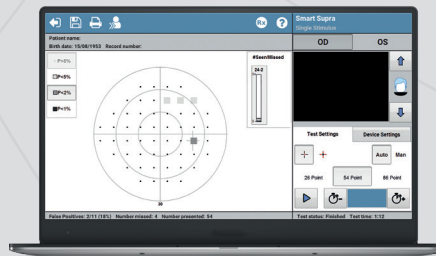 Rx ?
Smart Supra
Single Stimulus
Patient name:
Birth date: 15/08/1953 Record number:
OD OS
P>5%
P<5%
P<2%
P<1%
#Seen/Missed
24-2
Test Settings Device Settings
Auto Man
26 Point 54 Point 86 Point
30
False Positives: 2/11 (18%) Number missed: 4 Number presented: 54
Test status: Finished Test time: 1:12